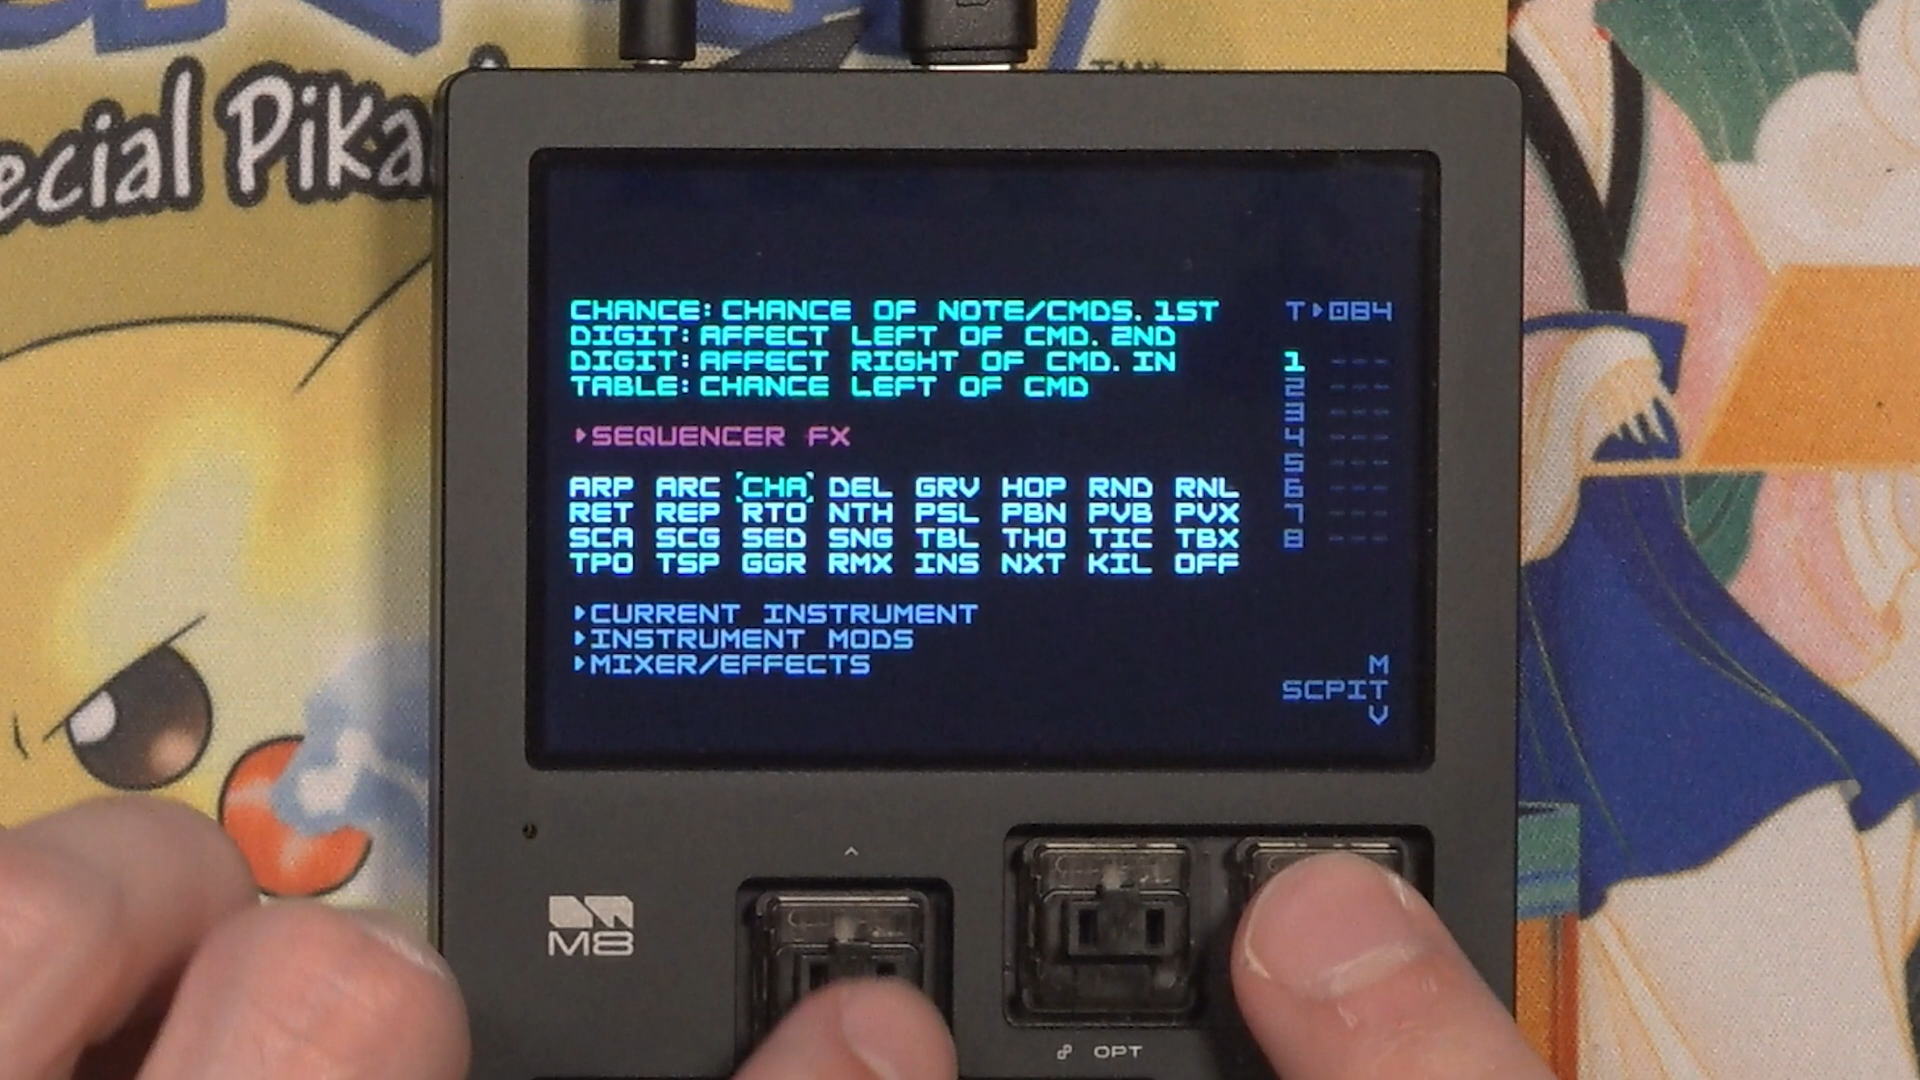 ecial Pika
TM
CHANCE: CHANCE OF NOTE/CMDS. 1ST
DIGIT: AFFECT LEFT OF CMD. 2ND
DIGIT: AFFECT RIGHT OF CMD. IN
TABLE: CHANCE LEFT OF CMD
SEQUENCER FX
ARP ARC CHA DEL GRV HOP RND RNL
RET REP RTO NTH PSL PBN PVB PVX
SCA SCG SED SNG TBL THO TIC TBX
TPO TSP GGR RMX INS NXT KIL OFF
CURRENT INSTRUMENT
INSTRUMENT MODS
MIXER/EFFECTS
T 084
1 ---
2 ---
3 ---
4 ---
5 ---
6 ---
7 ---
8 ---
M
SCPIT
V
M8
OPT